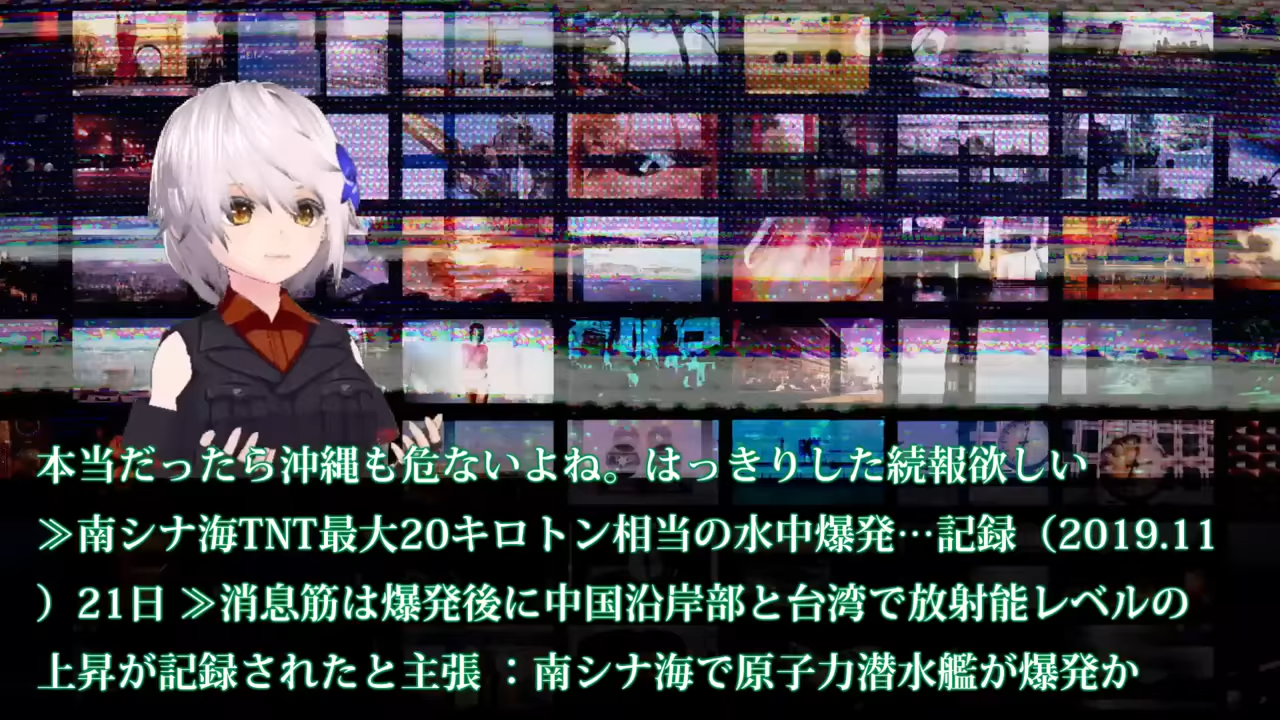 本当だったら沖縄も危ないよね。はっきりした続報欲しい
≫南シナ海TNT最大20キロトン相当の水中爆発…記録（2019.11
）21日 ≫消息筋は爆発後に中国沿岸部と台湾で放射能レベルの
上昇が記録されたと主張 ：南シナ海で原子力潜水艦が爆発か